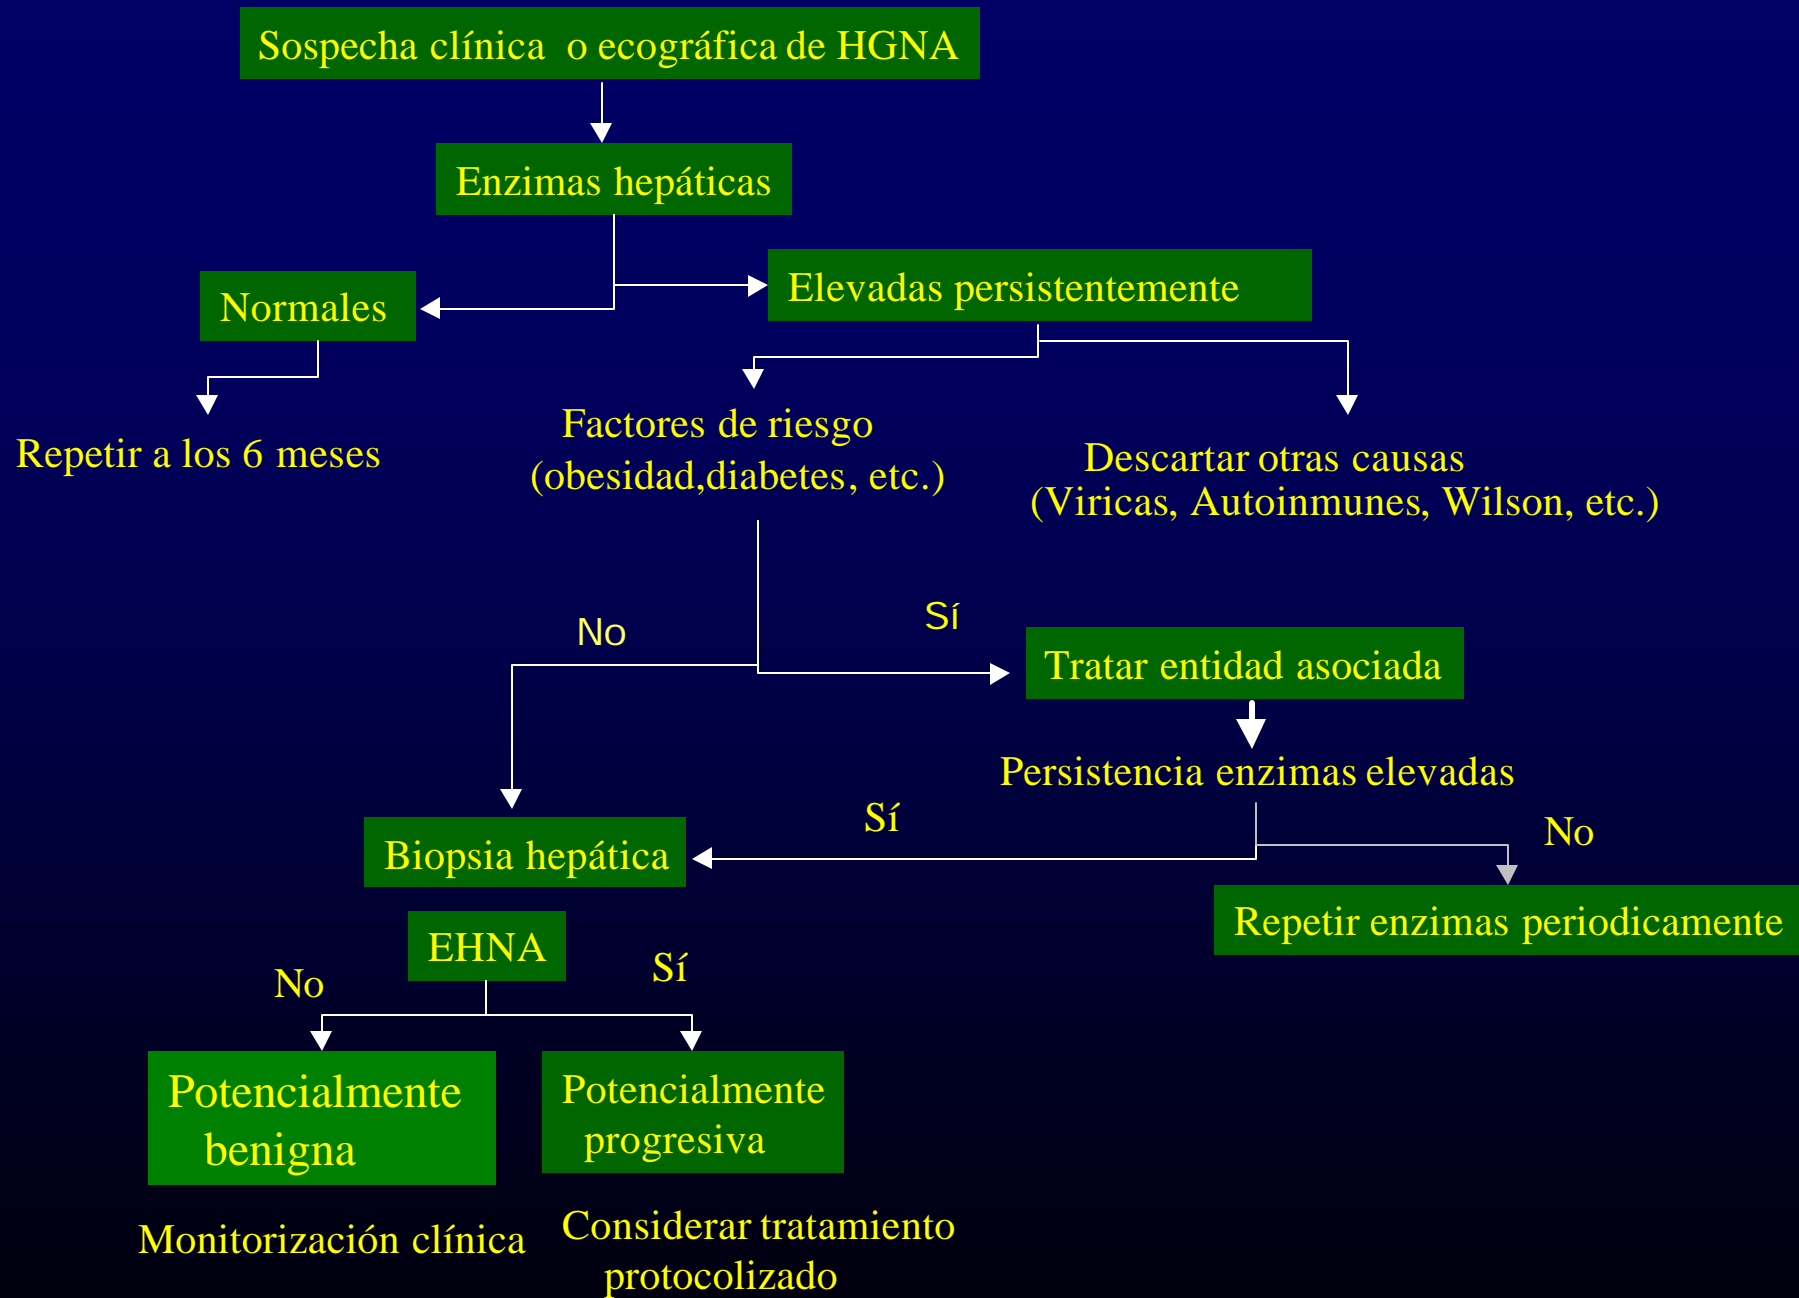 Sospecha clínica o ecográfica de HGNA
Enzimas hepáticas
Normales
Elevadas persistentemente
Repetir a los 6 meses
Factores de riesgo
(obesidad,diabetes, etc.)
Descartar otras causas
(Viricas, Autoinmunes, Wilson, etc.)
No
Sí
Tratar entidad asociada
Persistencia enzimas elevadas
Sí
No
Biopsia hepática
Repetir enzimas periodicamente
EHNA
No
Sí
Potencialmente
benigna
Potencialmente
progresiva
Monitorización clínica
Considerar tratamiento
protocolizado